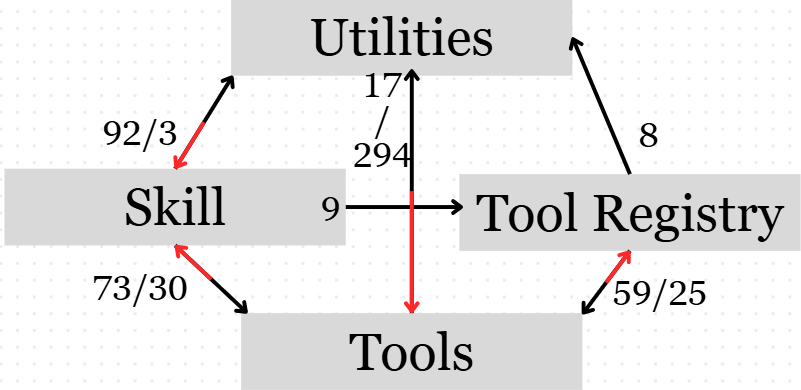 Utilities
17
/
294
92/3
8
Skill
9
Tool Registry
73/30
59/25
Tools